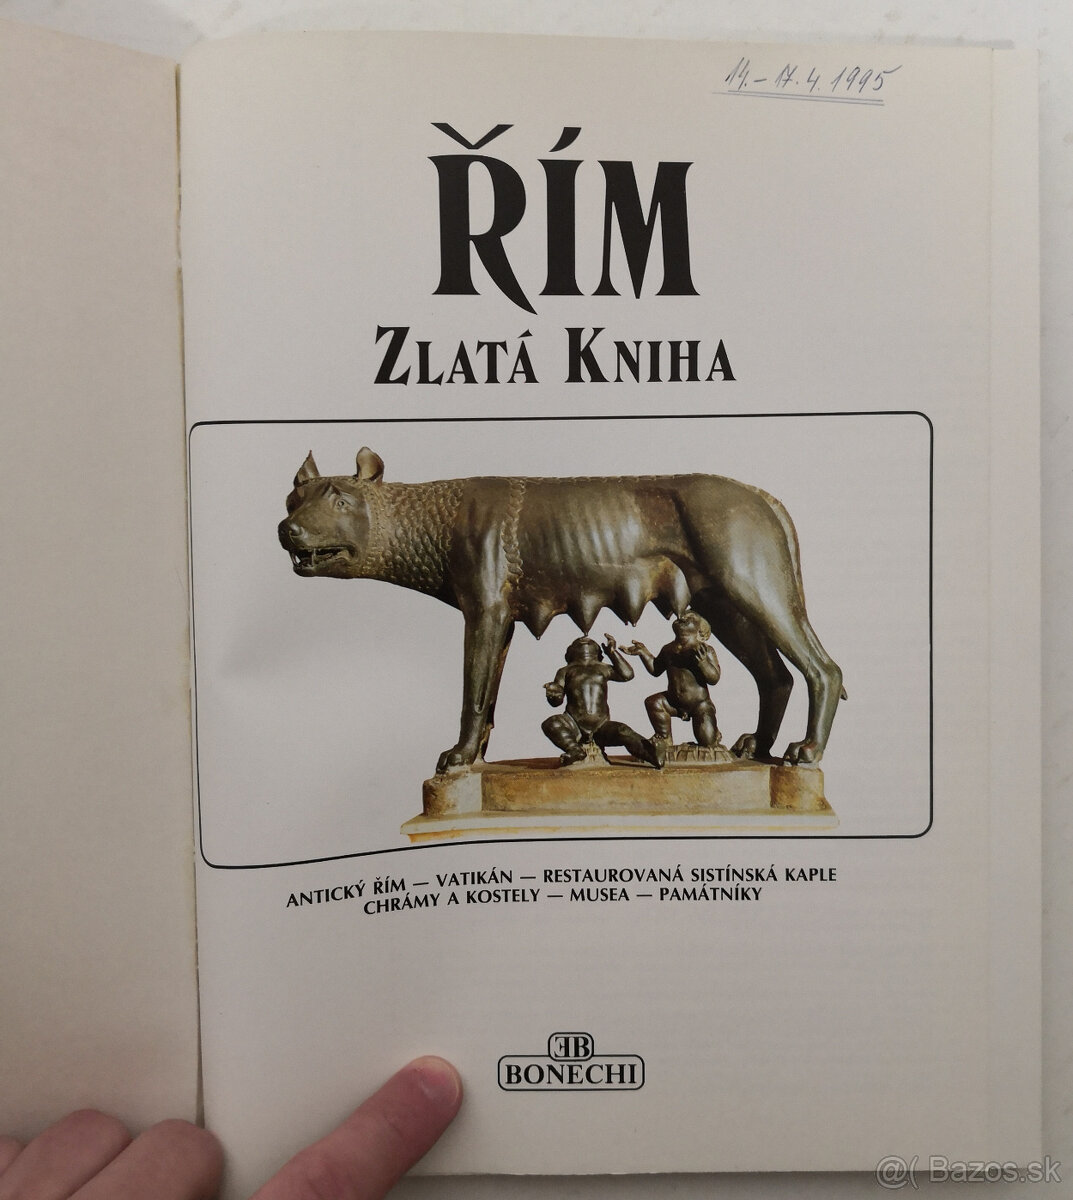 14.-17.4.1995
ŘÍM
ZLATÁ KNIHA
ANTICKÝ ŘÍM — VATIKÁN — RESTAUROVANÁ SISTÍNSKÁ KAPLE
CHRÁMY A KOSTELY — MUSEA — PAMÁTNÍKY
EB
BONECHI
@( Bazos.sk